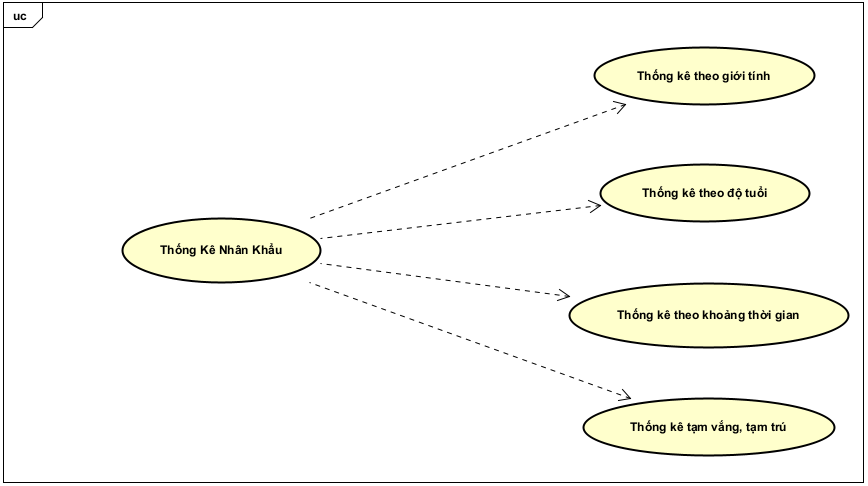 uc
Thống kê theo giới tính
Thống kê theo độ tuổi
Thống Kê Nhân Khẩu
Thống kê theo khoảng thời gian
Thống kê tạm vắng, tạm trú